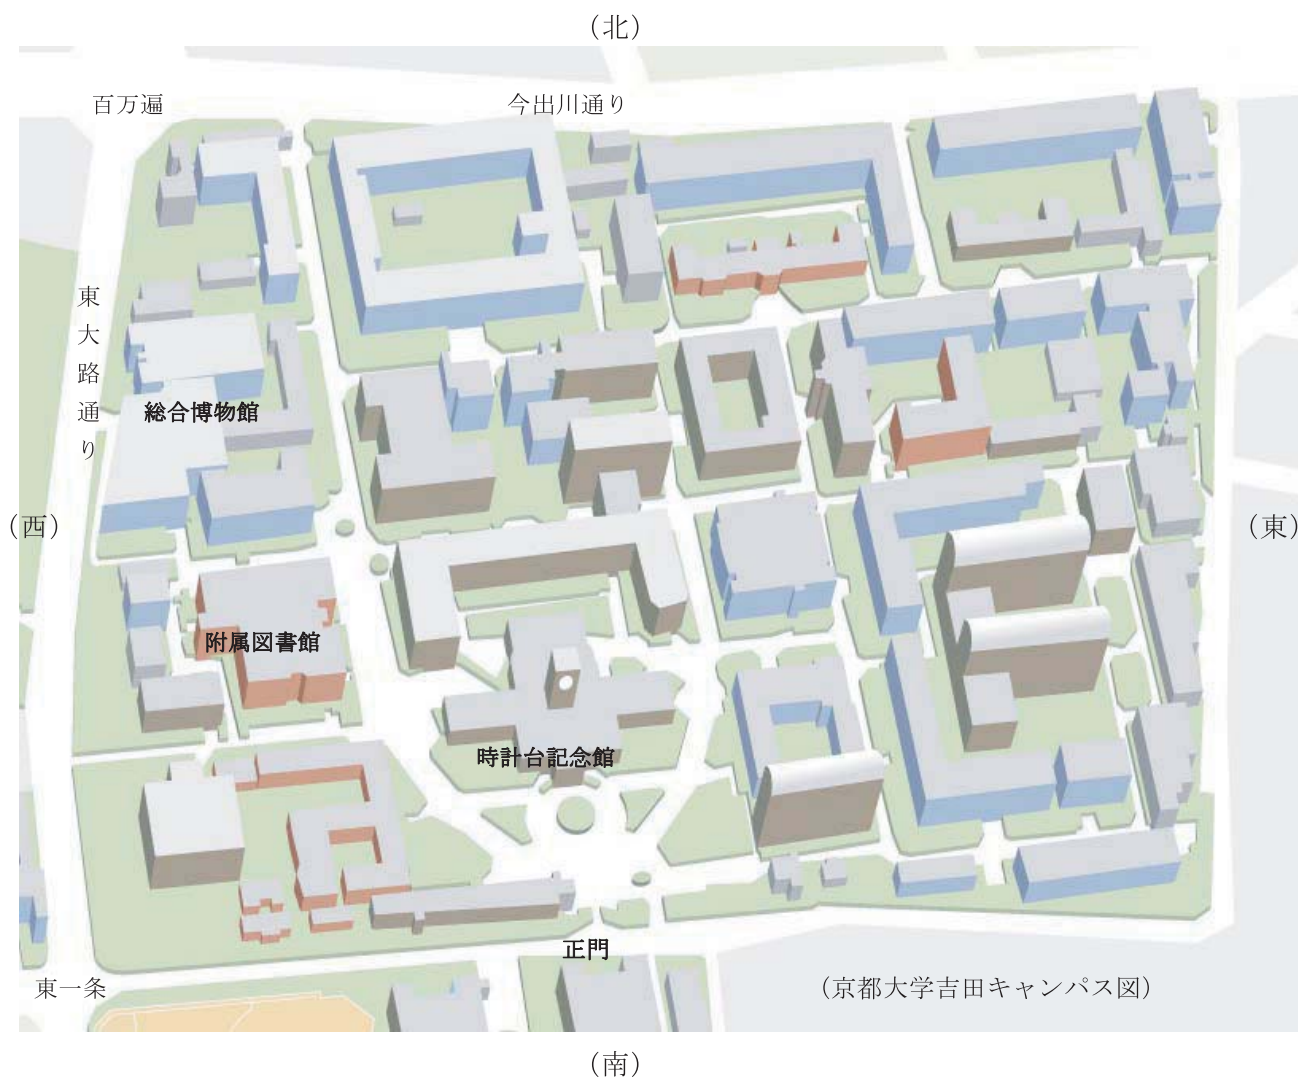 （北）
百万遍
今出川通り
東大路通り
総合博物館
（西）
（東）
附属図書館
時計台記念館
正門
東一条
（京都大学吉田キャンパス図）
（南）